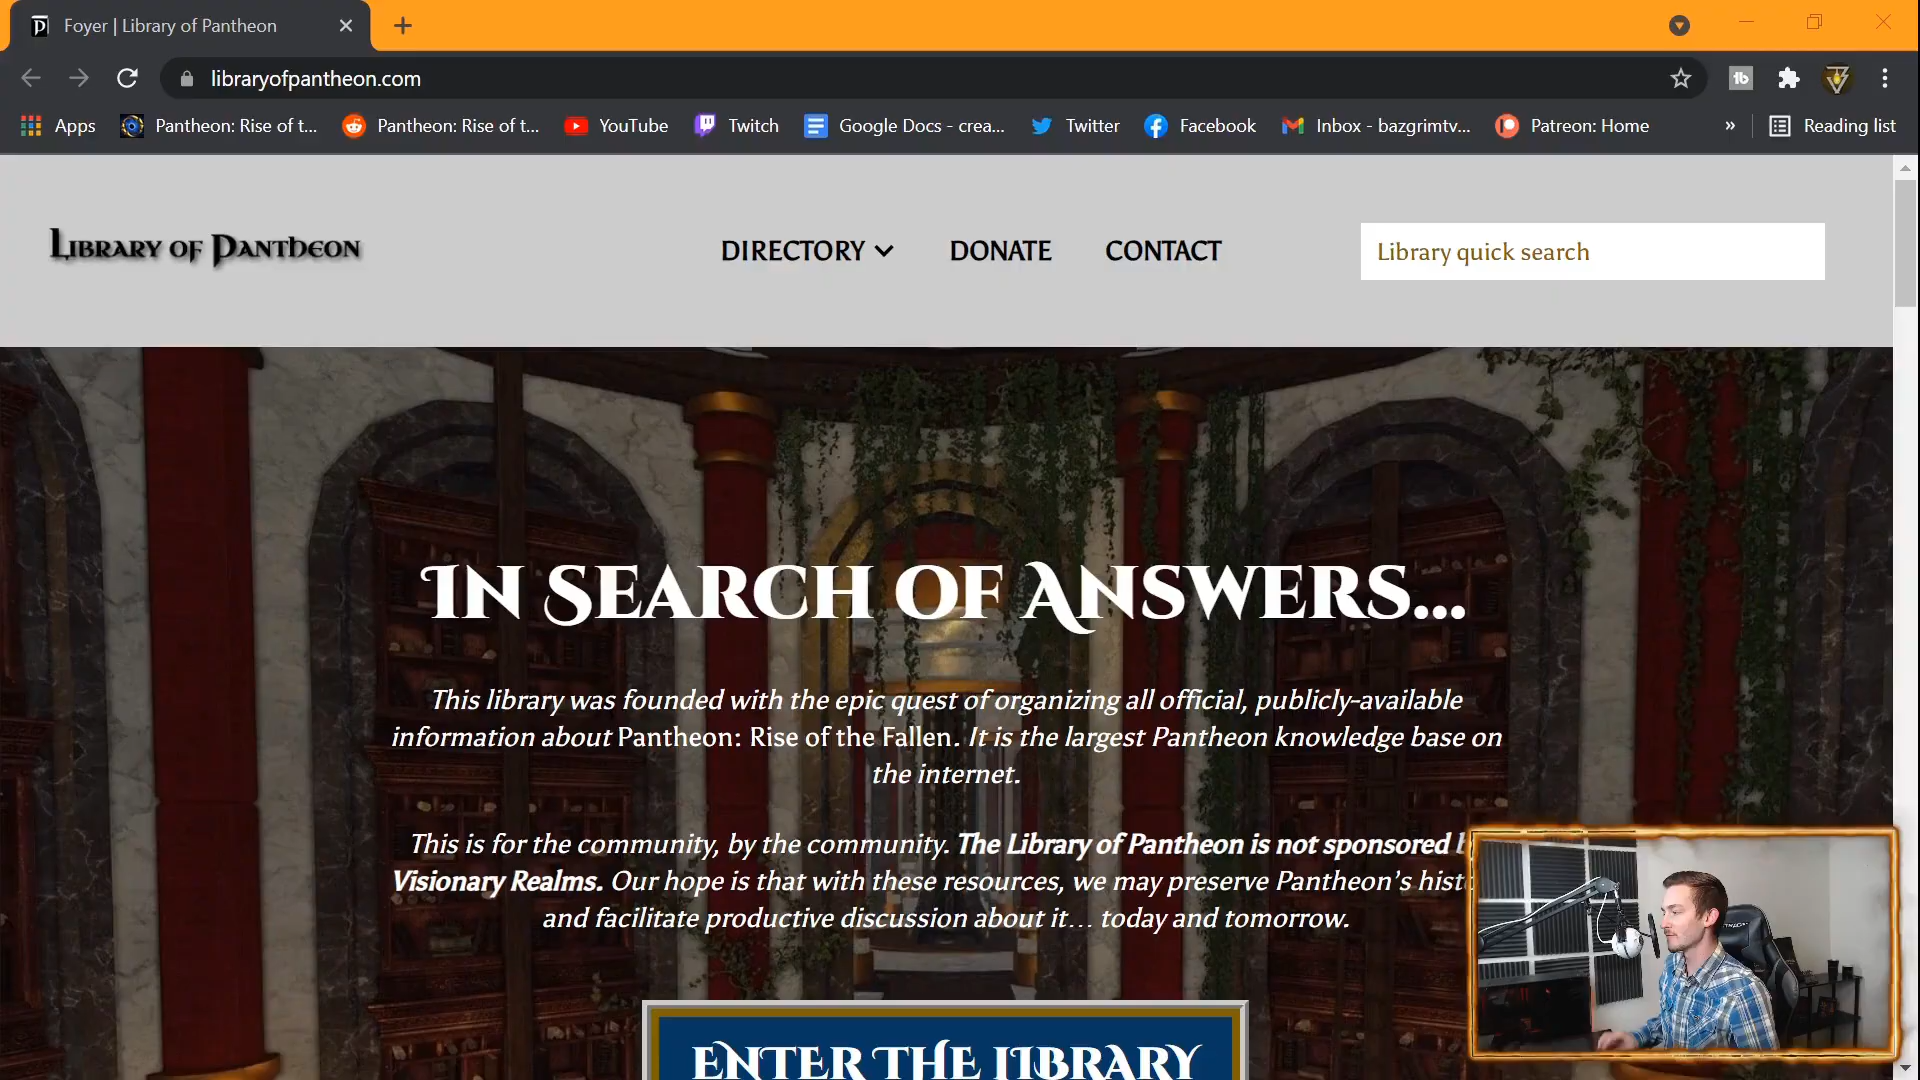 Foyer | Library of Pantheon
libraryofpantheon.com
Apps Pantheon: Rise of t... Pantheon: Rise of t... YouTube Twitch Google Docs - crea... Twitter Facebook Inbox - bazgrimtv... Patreon: Home » Reading list
Library of Pantheon
DIRECTORY DONATE CONTACT Library quick search
In Search of Answers...
This library was founded with the epic quest of organizing all official, publicly-available
information about Pantheon: Rise of the Fallen. It is the largest Pantheon knowledge base on
the internet.
This is for the community, by the community. The Library of Pantheon is not sponsored
Visionary Realms. Our hope is that with these resources, we may preserve Pantheon's
and facilitate productive discussion about it... today and tomorrow.
Enter the Library